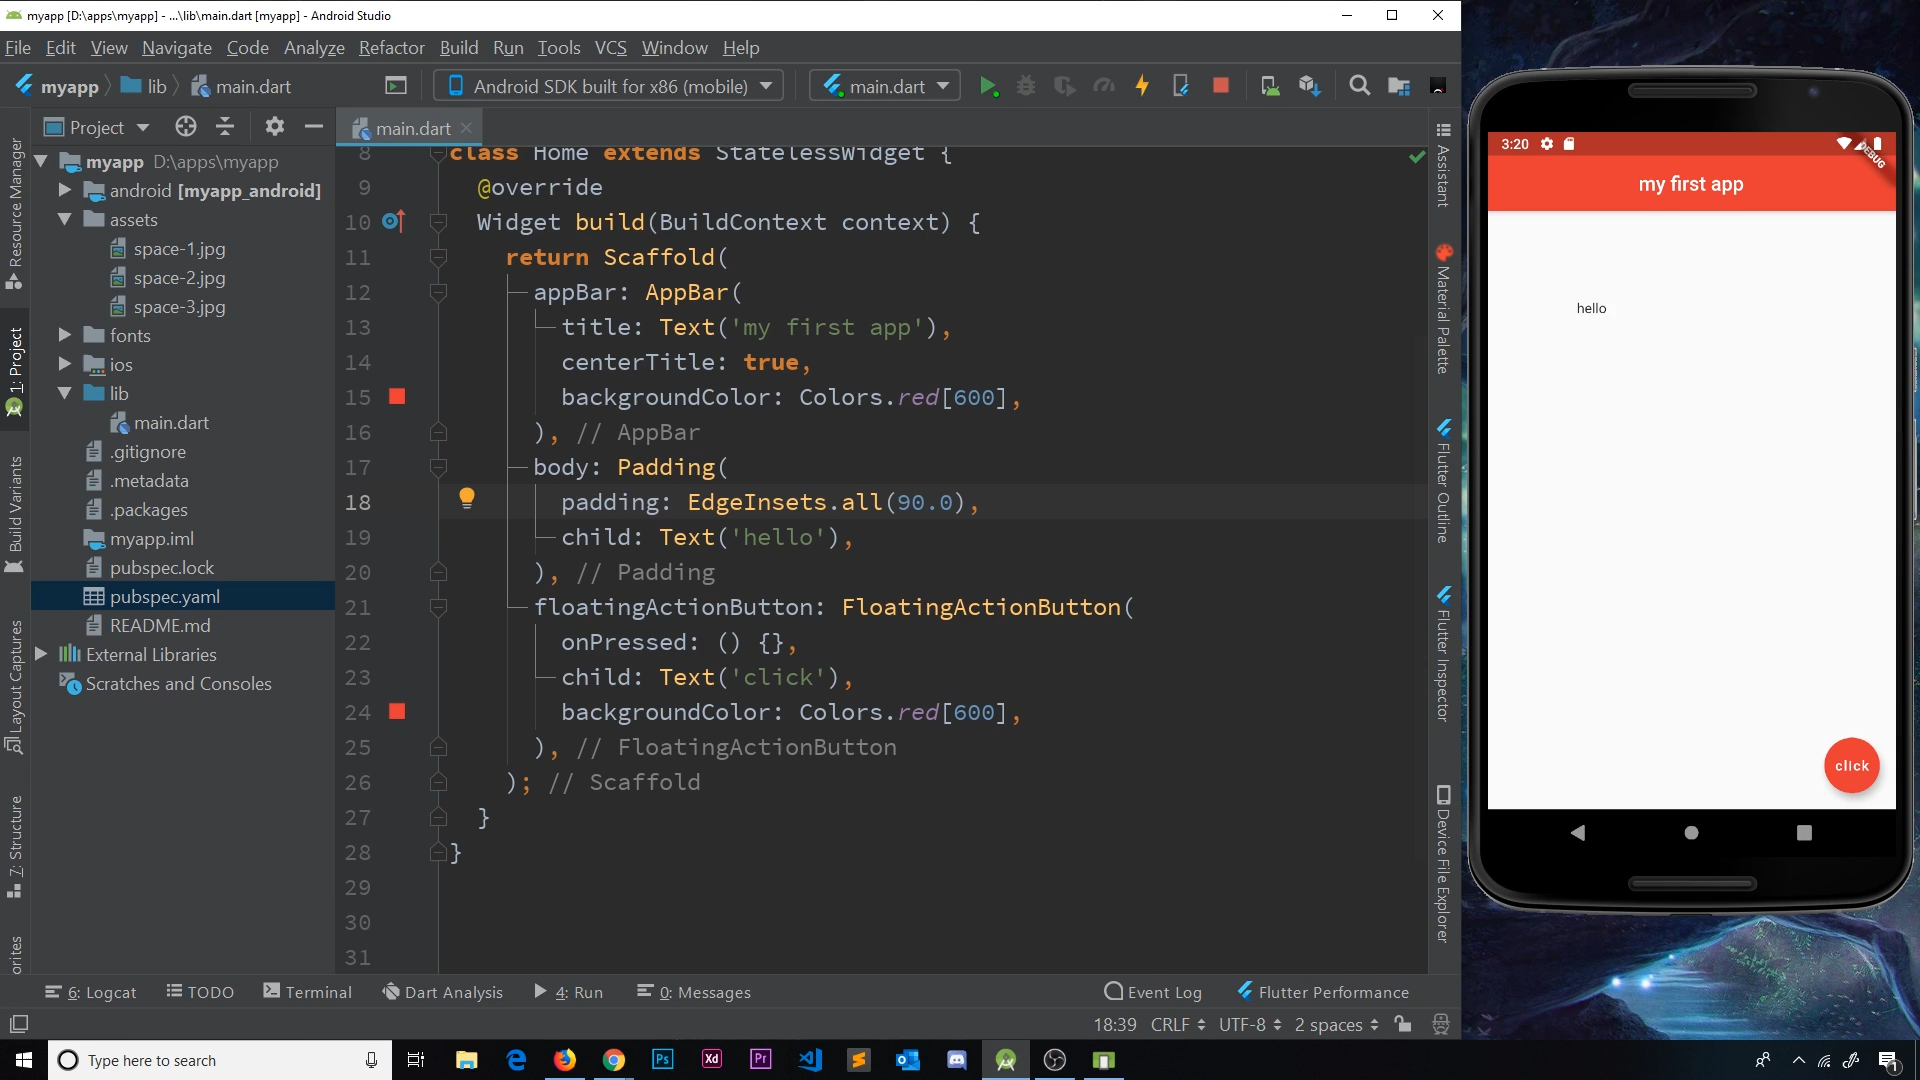 myapp [D:\apps\myapp] - ...\lib\main.dart [myapp] - Android Studio
File Edit View Navigate Code Analyze Refactor Build Run Tools VCS Window Help
myapp lib main.dart Android SDK built for x86 (mobile) main.dart
Project
main.dart
myapp D:\apps\myapp
android [myapp_android]
assets
space-1.jpg
space-2.jpg
space-3.jpg
fonts
ios
lib
main.dart
.gitignore
.metadata
.packages
myapp.iml
pubspec.lock
pubspec.yaml
README.md
External Libraries
Scratches and Consoles
Resource Manager
1: Project
Build Variants
Layout Captures
7: Structure
orites
8 class Home extends StatelessWidget {
9 @override
10 Widget build(BuildContext context) {
11 return Scaffold(
12 appBar: AppBar(
13 title: Text('my first app'),
14 centerTitle: true,
15 backgroundColor: Colors.red[600],
16 ), // AppBar
17 body: Padding(
18 padding: EdgeInsets.all(90.0),
19 child: Text('hello'),
20 ), // Padding
21 floatingActionButton: FloatingActionButton(
22 onPressed: () {},
23 child: Text('click'),
24 backgroundColor: Colors.red[600],
25 ), // FloatingActionButton
26 ); // Scaffold
27 }
28 }
29
30
31
Assistant
Material Palette
Flutter Outline
Flutter Inspector
Device File Explorer
3:20
DEBUG
my first app
hello
click
6: Logcat TODO Terminal Dart Analysis 4: Run 0: Messages Event Log Flutter Performance
18:39 CRLF UTF-8 2 spaces
Type here to search
Ps
Xd
Pr
1